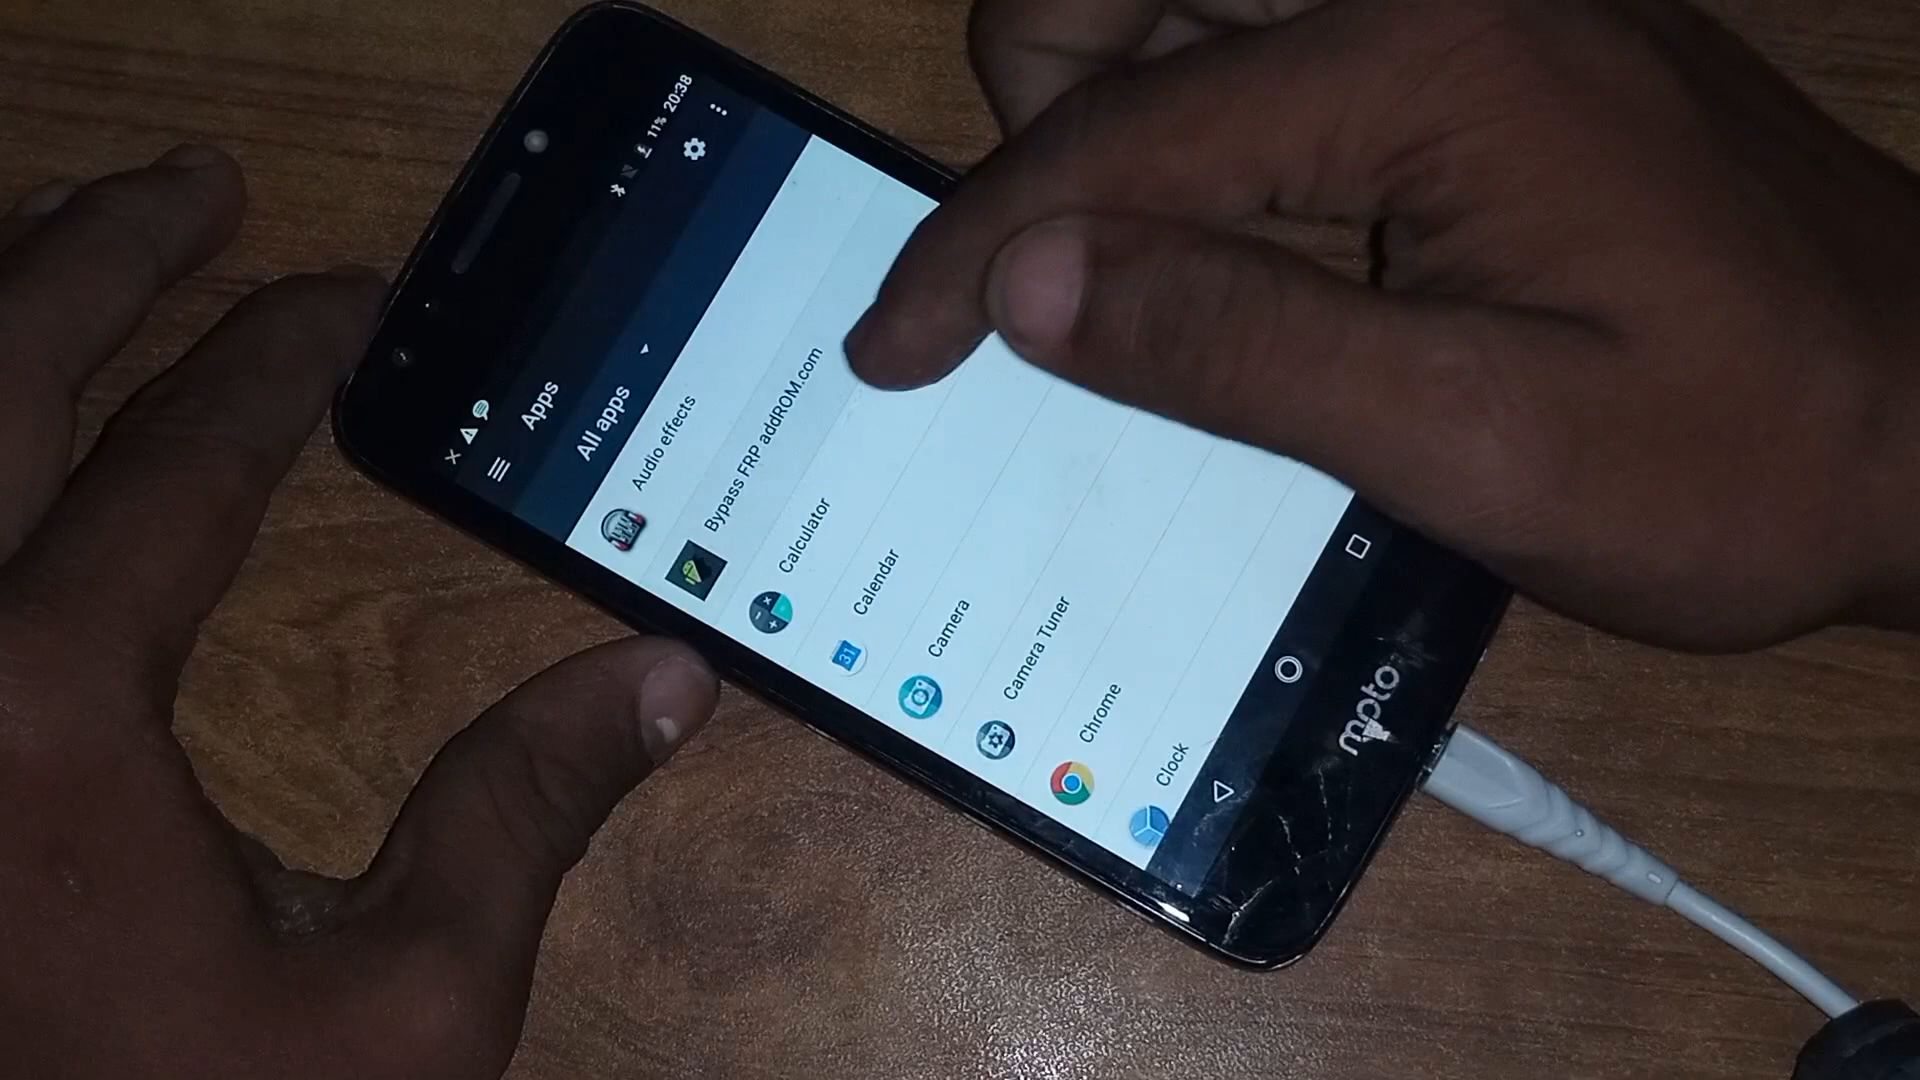 11% 20:38
Apps
All apps
Audio effects
Bypass FRP addROM.com
Calculator
31
Calendar
Camera
Camera Tuner
Chrome
Clock
moto